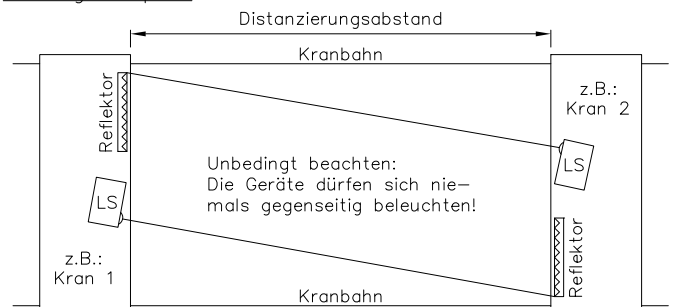 Distanzierungsabstand
Kranbahn
Reflektor
z.B.:
Kran 2
LS
Unbedingt beachten:
Die Geräte dürfen sich nie-
mals gegenseitig beleuchten!
LS
z.B.:
Kran 1
Reflektor
Kranbahn